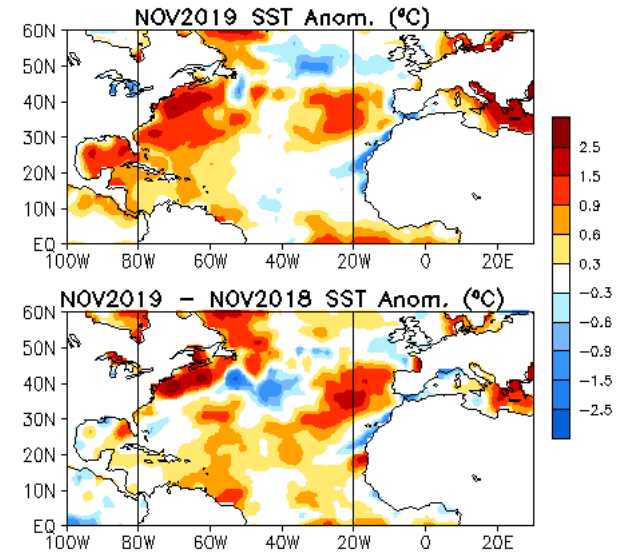 NOV2019 SST Anom. (ºC)
60N
50N
40N
30N
20N
10N
EQ
100W 80W 60W 40W 20W 0 20E
2.5
1.5
0.9
0.6
0.3
-0.3
-0.6
-0.9
-1.5
-2.5
NOV2019 - NOV2018 SST Anom. (ºC)
60N
50N
40N
30N
20N
10N
EQ
100W 80W 60W 40W 20W 0 20E